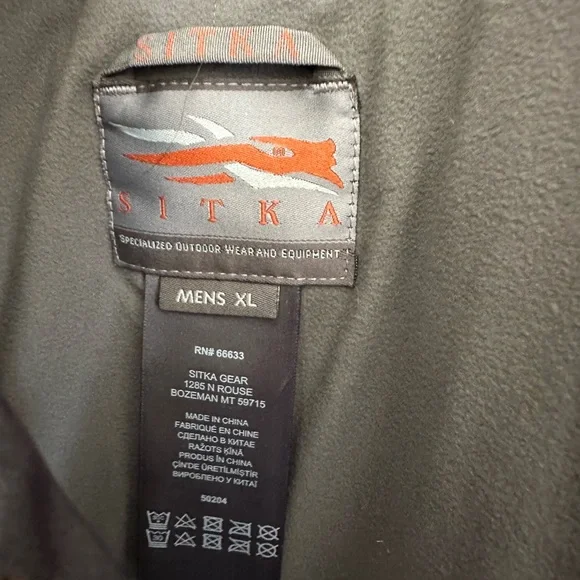 SITKA
SITKA
SPECIALIZED OUTDOOR WEAR AND EQUIPMENT
MENS XL
RN# 66633
SITKA GEAR
1285 N ROUSE
BOZEMAN MT 59715
MADE IN CHINA
FABRIQUÉ EN CHINE
СДЕЛАНО В КИТАЕ
RAŽOTS ĶĪNĀ
PRODUS ÎN CHINA
ÇİN'DE ÜRETİLMİŞTİR
ВИРОБЛЕНО У КИТАЇ
50204
30
30